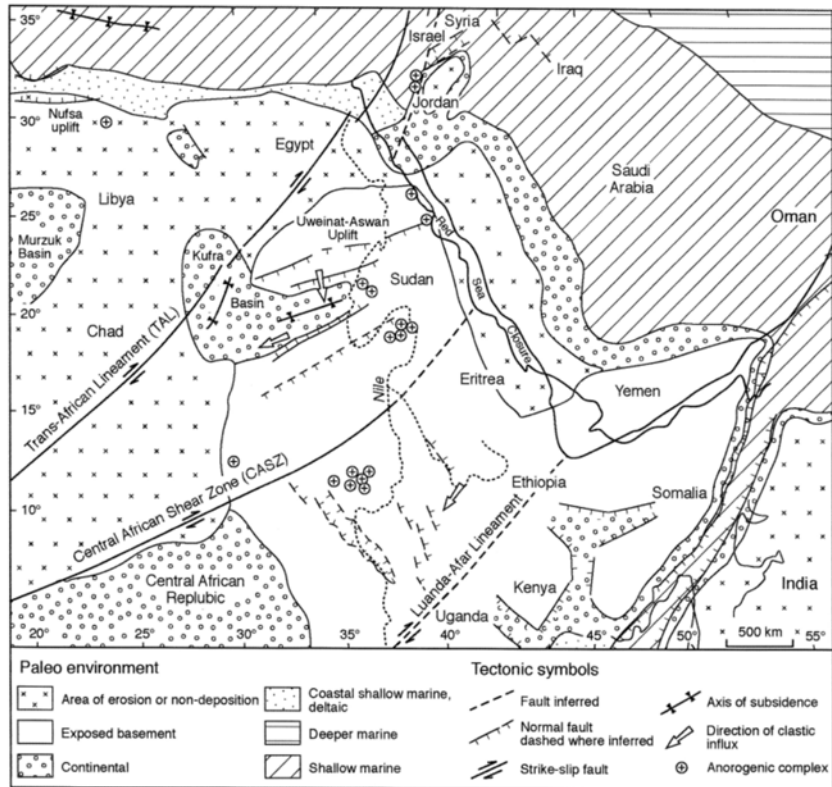 Syria
Israel
Iraq
Jordan
35°
30°
25°
20°
15°
10°
Nufsa
uplift
Egypt
Libya
Saudi
Arabia
Oman
Murzuk
Basin
Kufra
Basin
Uweinat-Aswan
Uplift
Red
Sea
Closure
Sudan
Chad
Trans-African Lineament (TAL)
Nile
Eritrea
Yemen
Central African Shear Zone (CASZ)
Ethiopia
Somalia
Luanda-Afar Lineament
Central African
Replubic
Kenya
Uganda
India
500 km
20°
25°
30°
35°
40°
45°
50°
55°
Paleo environment
Area of erosion or non-deposition
Exposed basement
Continental
Coastal shallow marine,
deltaic
Deeper marine
Shallow marine
Tectonic symbols
Fault inferred
Normal fault
dashed where inferred
Strike-slip fault
Axis of subsidence
Direction of clastic
influx
Anorogenic complex